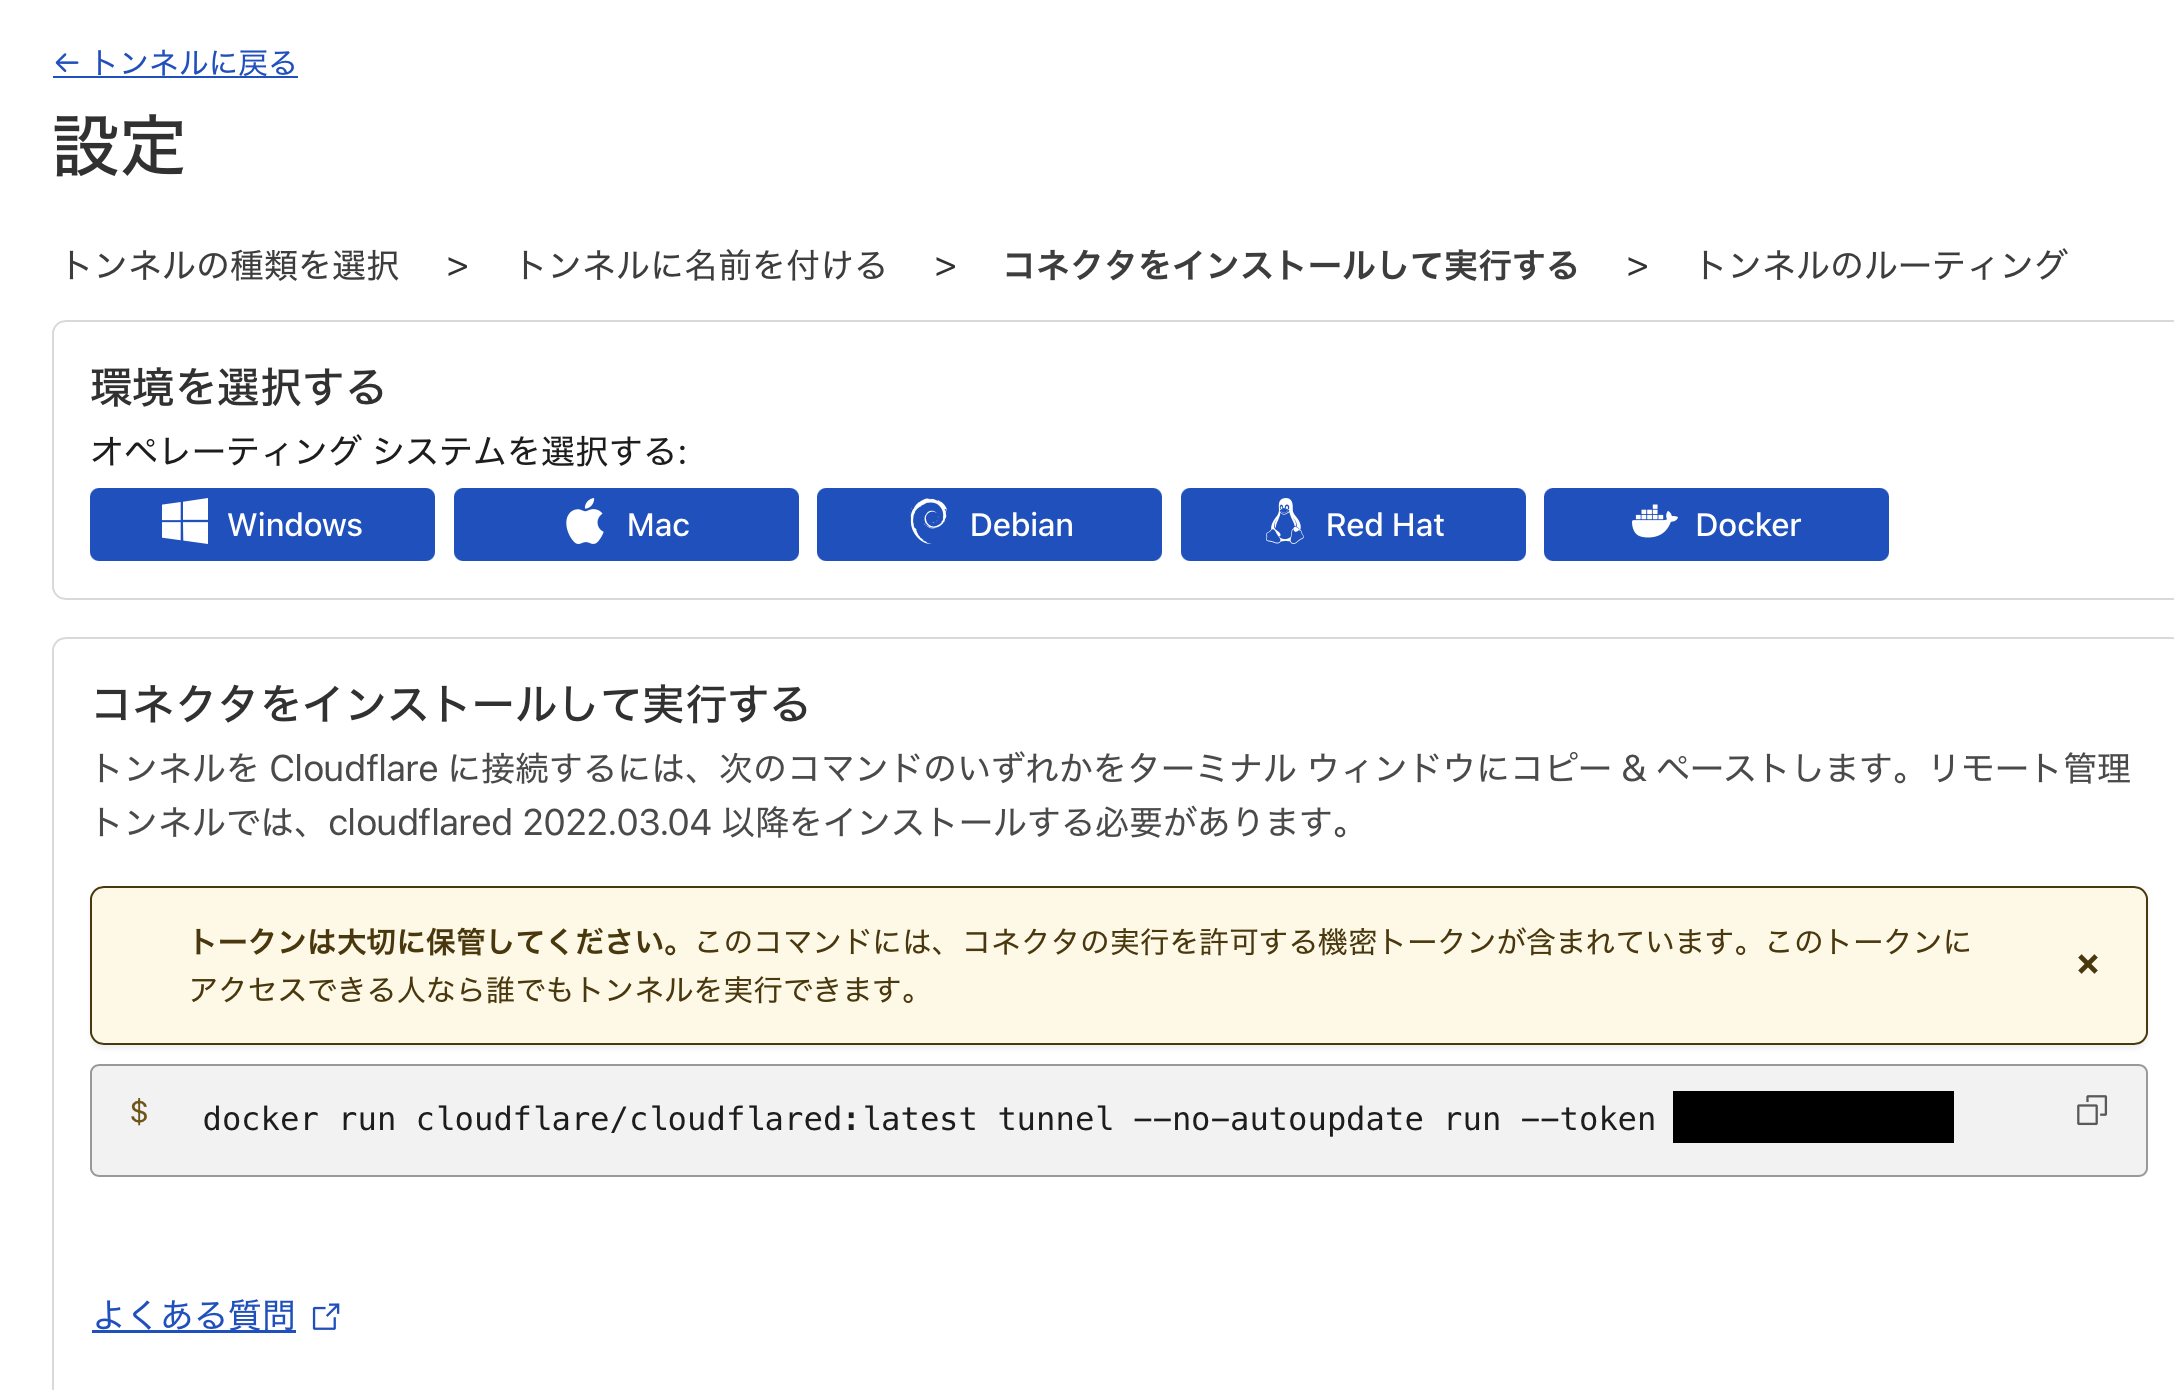 ← トンネルに戻る
設定
トンネルの種類を選択 > トンネルに名前を付ける > コネクタをインストールして実行する > トンネルのルーティング
環境を選択する
オペレーティング システムを選択する:
Windows Mac Debian Red Hat Docker
コネクタをインストールして実行する
トンネルを Cloudflare に接続するには、次のコマンドのいずれかをターミナル ウィンドウにコピー & ペーストします。リモート管理
トンネルでは、cloudflared 2022.03.04 以降をインストールする必要があります。
トークンは大切に保管してください。このコマンドには、コネクタの実行を許可する機密トークンが含まれています。このトークンに
アクセスできる人なら誰でもトンネルを実行できます。
$ docker run cloudflare/cloudflared:latest tunnel --no-autoupdate run --token
よくある質問